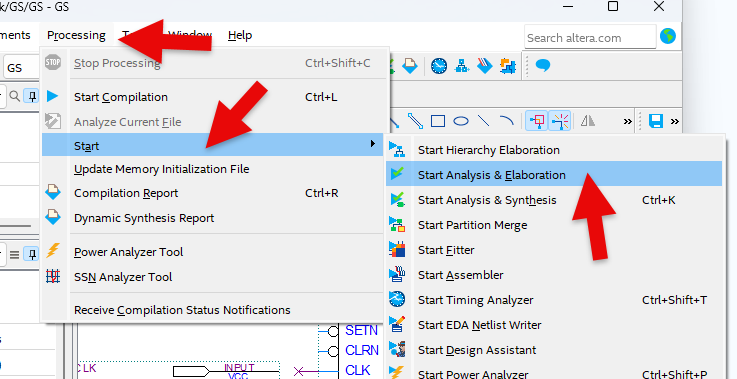 k/GS/GS - GS
ments Processing T Window Help
Search altera.com
GS
STOP Stop Processing Ctrl+Shift+C
Start Compilation Ctrl+L
Analyze Current File
Start
Update Memory Initialization File
Compilation Report Ctrl+R
Dynamic Synthesis Report
Power Analyzer Tool
SSN Analyzer Tool
Receive Compilation Status Notifications
Start Hierarchy Elaboration
Start Analysis & Elaboration
Start Analysis & Synthesis Ctrl+K
Start Partition Merge
Start Fitter
Start Assembler
Start Timing Analyzer Ctrl+Shift+T
Start EDA Netlist Writer
Start Design Assistant
Start Power Analyzer Ctrl+Shift+P
SETN
CLRN
CLK INPUT CLK
VCC